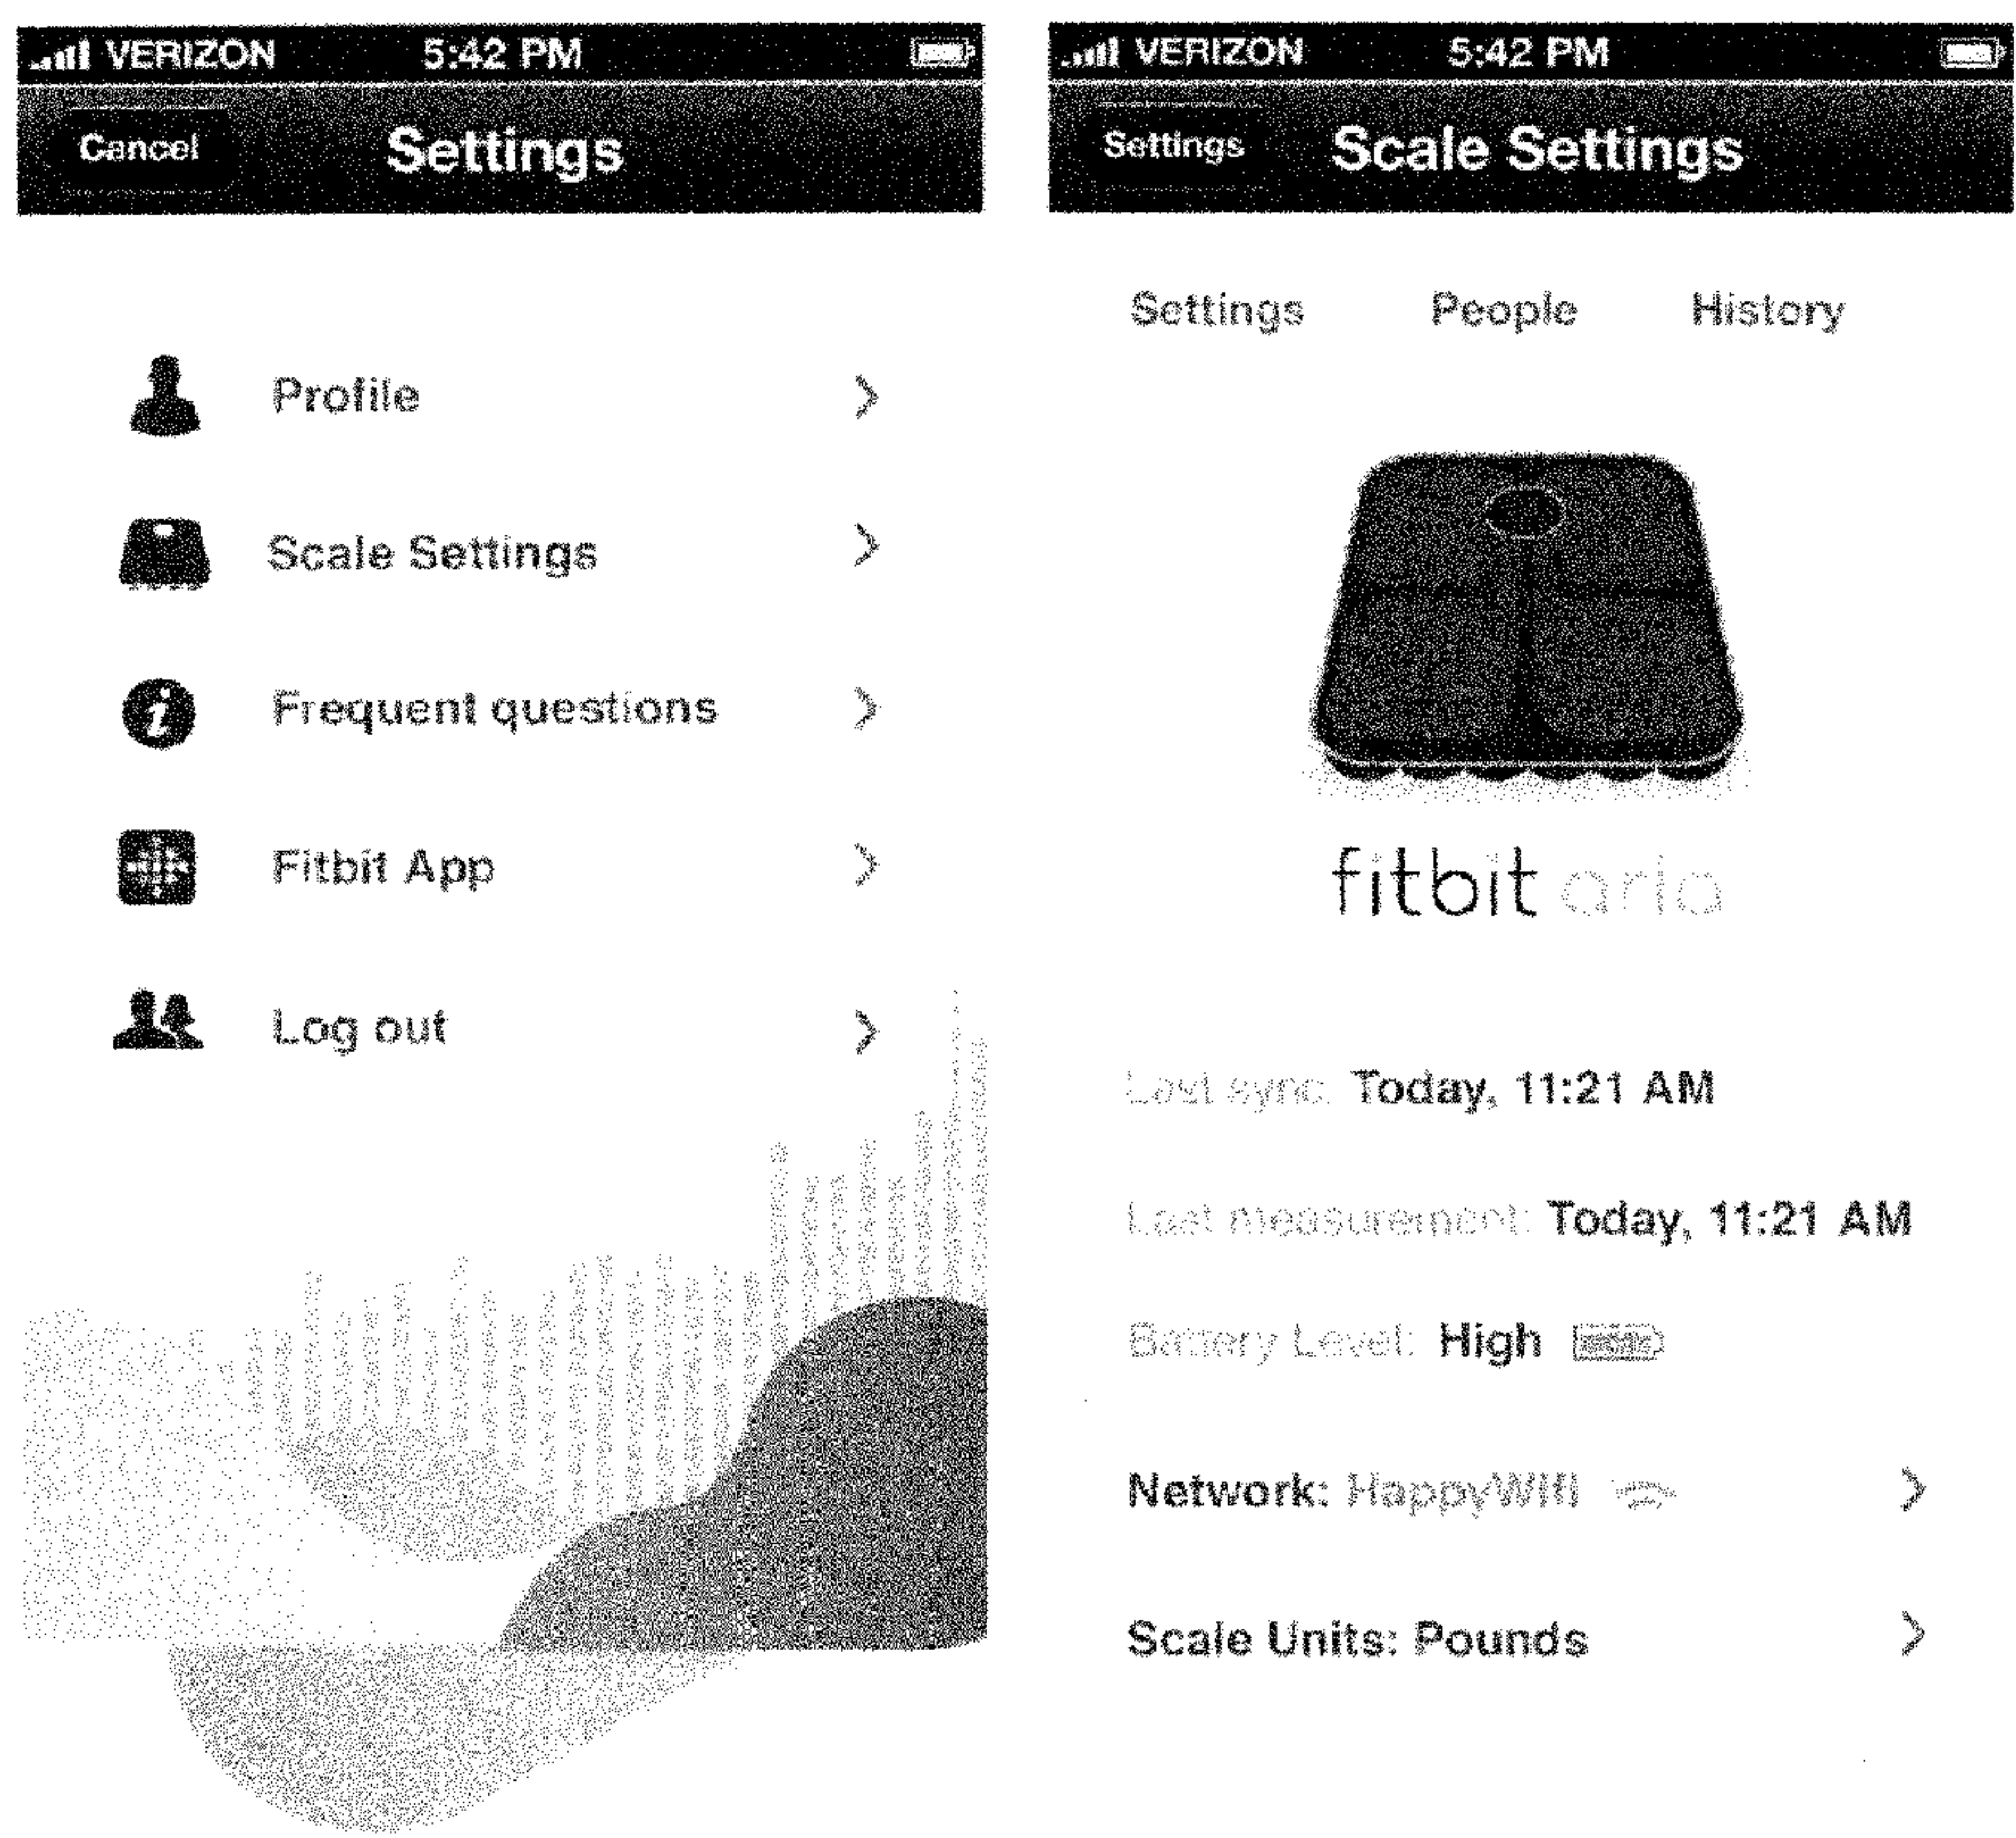 VERIZON 5:42 PM
Cancel Settings
Profile
Scale Settings
Frequent questions
Fitbit App
Log out
VERIZON 5:42 PM
Settings Scale Settings
Settings People History
fitbit aria
Last sync: Today, 11:21 AM
Last measurement: Today, 11:21 AM
Battery Level: High
Network: HappyWifi
Scale Units: Pounds